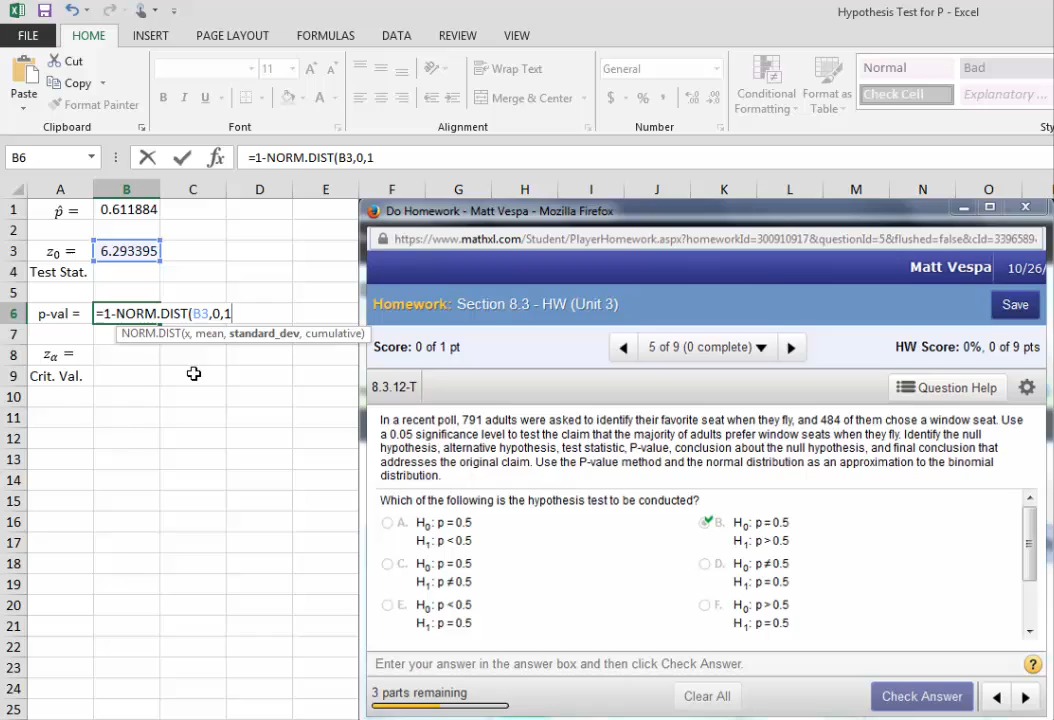 Hypothesis Test for P - Excel
FILE HOME INSERT PAGE LAYOUT FORMULAS DATA REVIEW VIEW
Cut
Copy
Format Painter
Paste
11
A A
Wrap Text
General
Normal Bad
B I U
Merge & Center
$ % ,
Conditional Formatting
Format as Table
Check Cell Explanatory ...
Clipboard Font Alignment Number Sty
B6 fx =1-NORM.DIST(B3,0,1
A B C D E F G H I J K L M N O
1 p̂ = 0.611884
2
3 z₀ = 6.293395
4 Test Stat.
5
6 p-val = =1-NORM.DIST(B3,0,1
NORM.DIST(x, mean, standard_dev, cumulative)
7
8 zα =
9 Crit. Val.
10
11
12
13
14
15
16
17
18
19
20
21
22
23
24
25
Do Homework - Matt Vespa - Mozilla Firefox
https://www.mathxl.com/Student/PlayerHomework.aspx?homeworkId=300910917&questionId=5&flushed=false&cId=3396589
Matt Vespa 10/26/
Homework: Section 8.3 - HW (Unit 3) Save
Score: 0 of 1 pt 5 of 9 (0 complete) HW Score: 0%, 0 of 9 pts
8.3.12-T Question Help
In a recent poll, 791 adults were asked to identify their favorite seat when they fly, and 484 of them chose a window seat. Use
a 0.05 significance level to test the claim that the majority of adults prefer window seats when they fly. Identify the null
hypothesis, alternative hypothesis, test statistic, P-value, conclusion about the null hypothesis, and final conclusion that
addresses the original claim. Use the P-value method and the normal distribution as an approximation to the binomial
distribution.
Which of the following is the hypothesis test to be conducted?
A. H₀: p = 0.5
H₁: p < 0.5
B. H₀: p = 0.5
H₁: p > 0.5
C. H₀: p = 0.5
H₁: p ≠ 0.5
D. H₀: p ≠ 0.5
H₁: p = 0.5
E. H₀: p < 0.5
H₁: p = 0.5
F. H₀: p > 0.5
H₁: p = 0.5
Enter your answer in the answer box and then click Check Answer.
?
3 parts remaining Clear All Check Answer